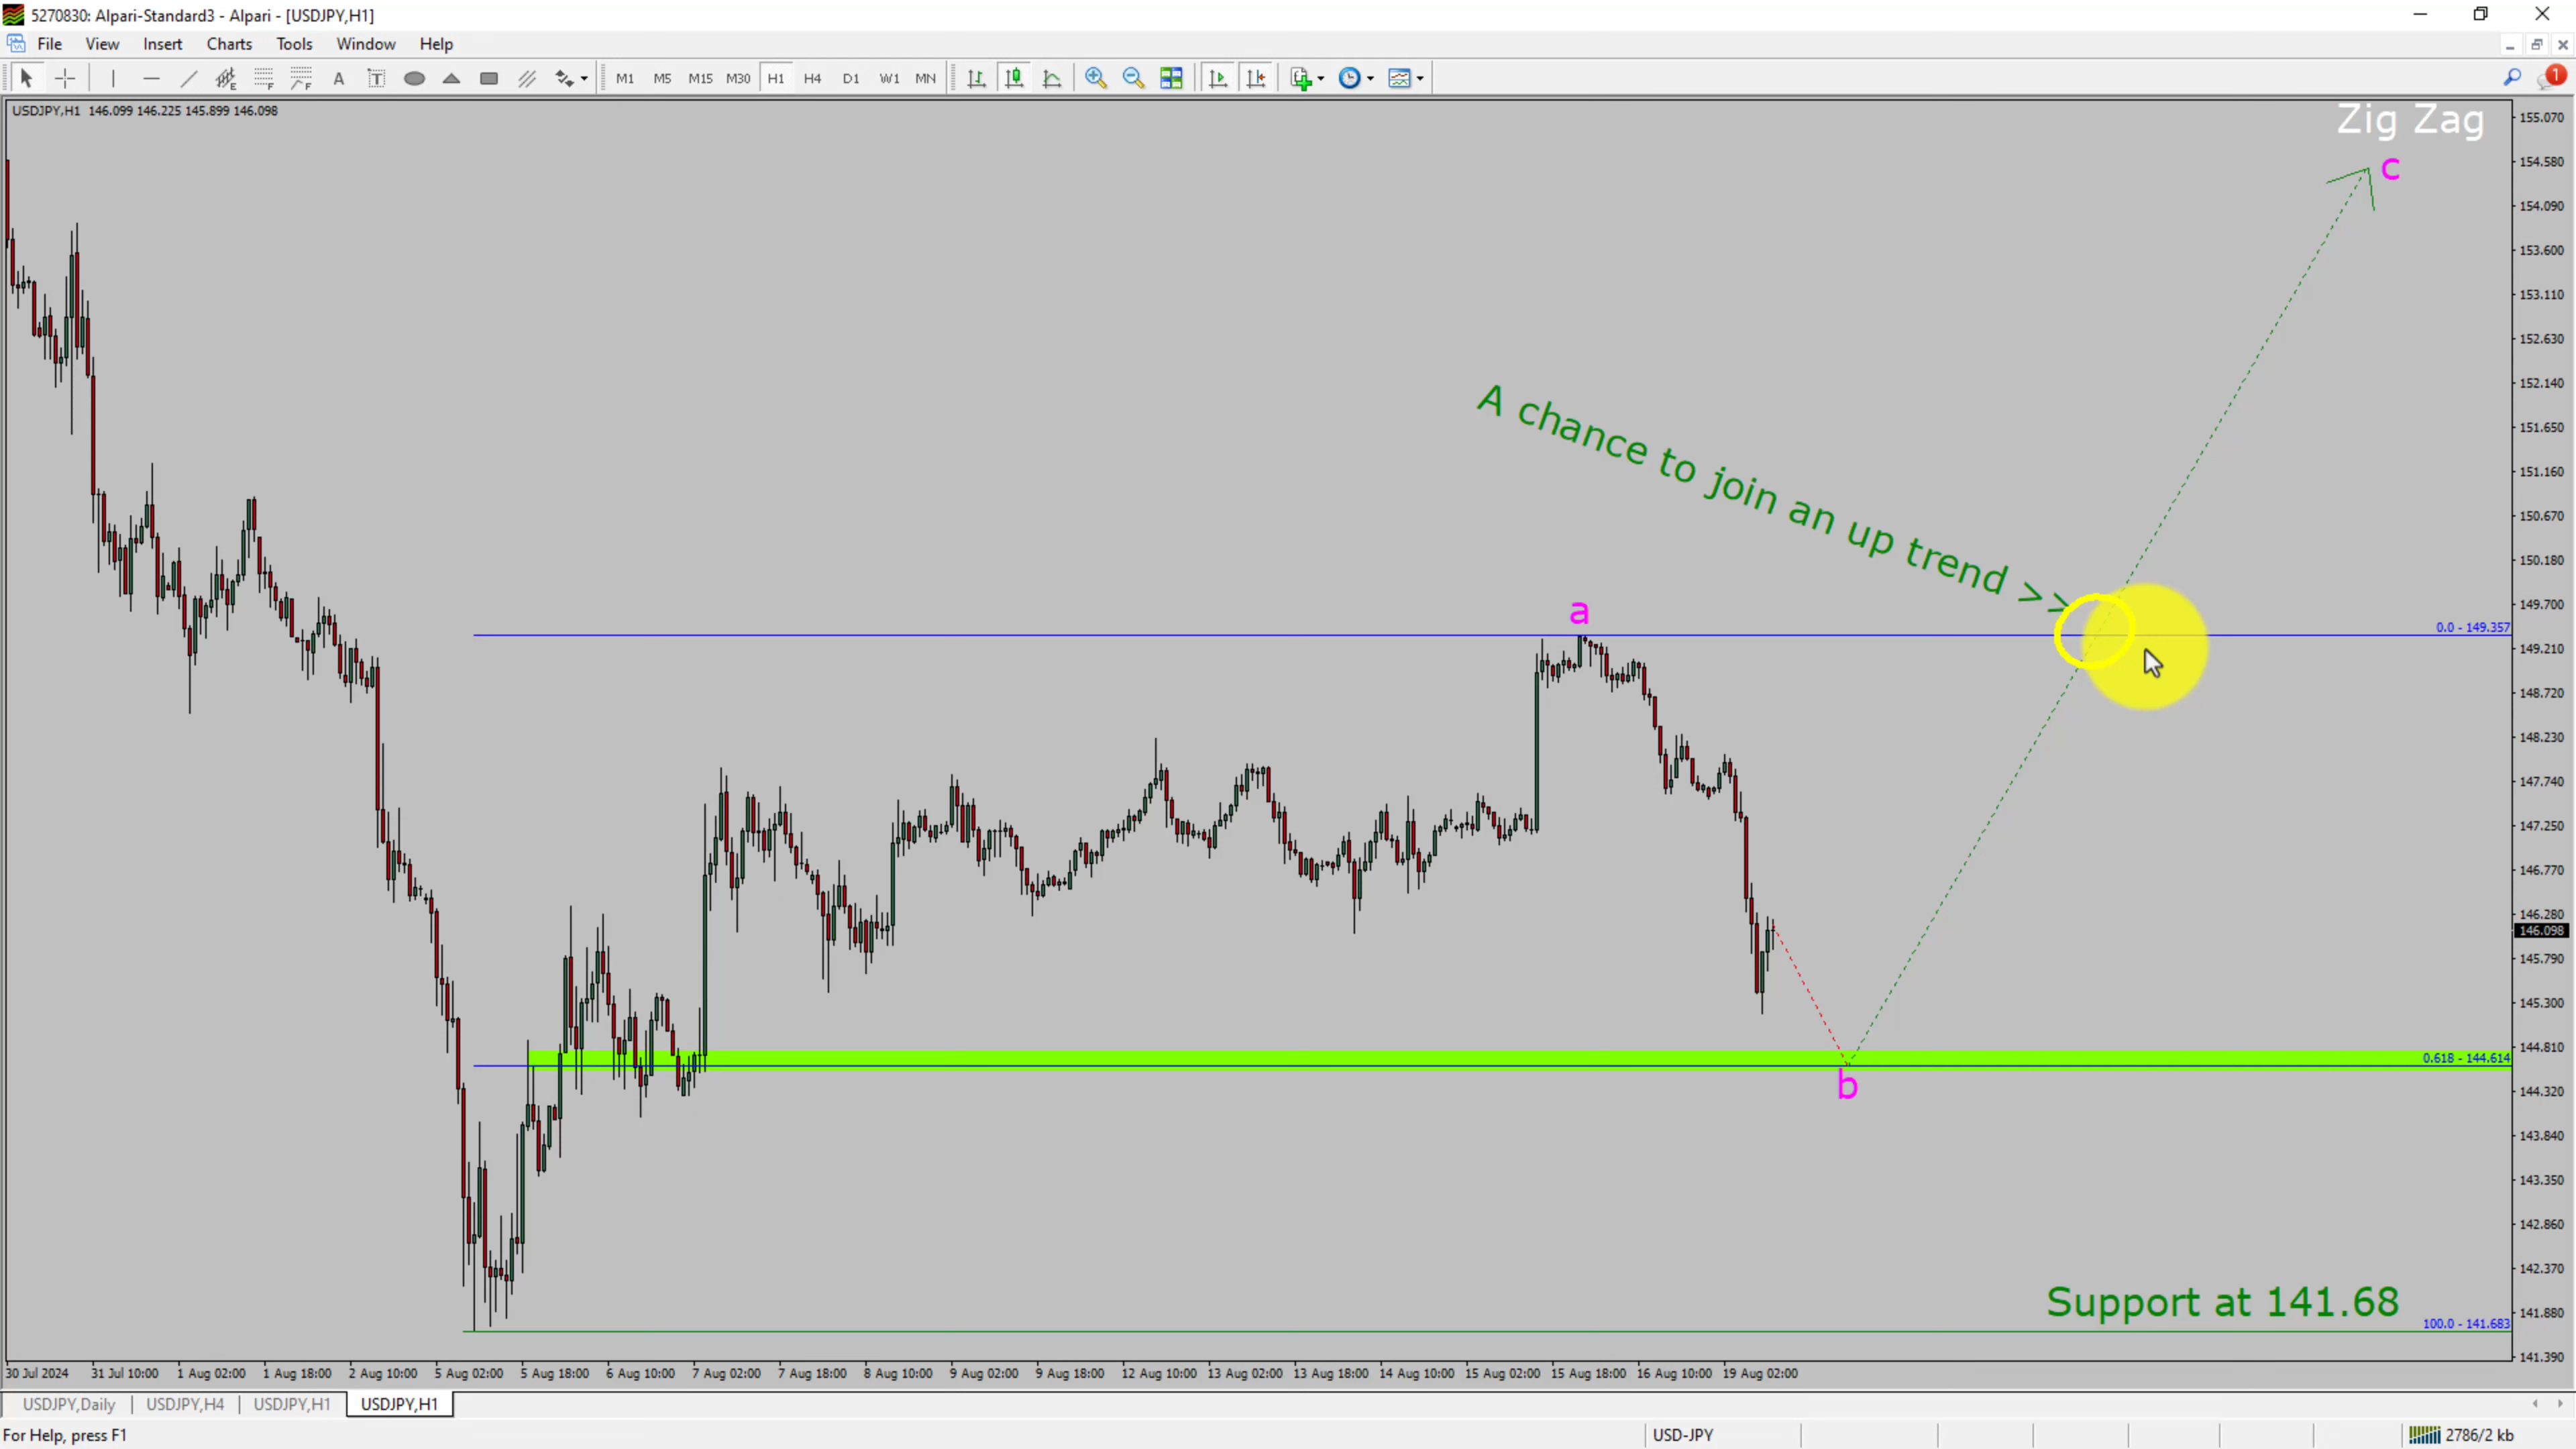 5270830: Alpari-Standard3 - Alpari - [USDJPY,H1]
File View Insert Charts Tools Window Help
A T M1 M5 M15 M30 H1 H4 D1 W1 MN 1
USDJPY,H1 146.099 146.225 145.899 146.098
Zig Zag
c
A chance to join an up trend >>
a
0.0 - 149.357
0.618 - 144.614
b
Support at 141.68
100.0 - 141.683
155.070
154.580
154.090
153.600
153.110
152.630
152.140
151.650
151.160
150.670
150.180
149.700
149.210
148.720
148.230
147.740
147.250
146.770
146.280
146.098
145.790
145.300
144.810
144.320
143.840
143.350
142.860
142.370
141.880
141.390
30 Jul 2024 31 Jul 10:00 1 Aug 02:00 1 Aug 18:00 2 Aug 10:00 5 Aug 02:00 5 Aug 18:00 6 Aug 10:00 7 Aug 02:00 7 Aug 18:00 8 Aug 10:00 9 Aug 02:00 9 Aug 18:00 12 Aug 10:00 13 Aug 02:00 13 Aug 18:00 14 Aug 10:00 15 Aug 02:00 15 Aug 18:00 16 Aug 10:00 19 Aug 02:00
USDJPY,Daily USDJPY,H4 USDJPY,H1 USDJPY,H1
For Help, press F1 USD-JPY 2786/2 kb